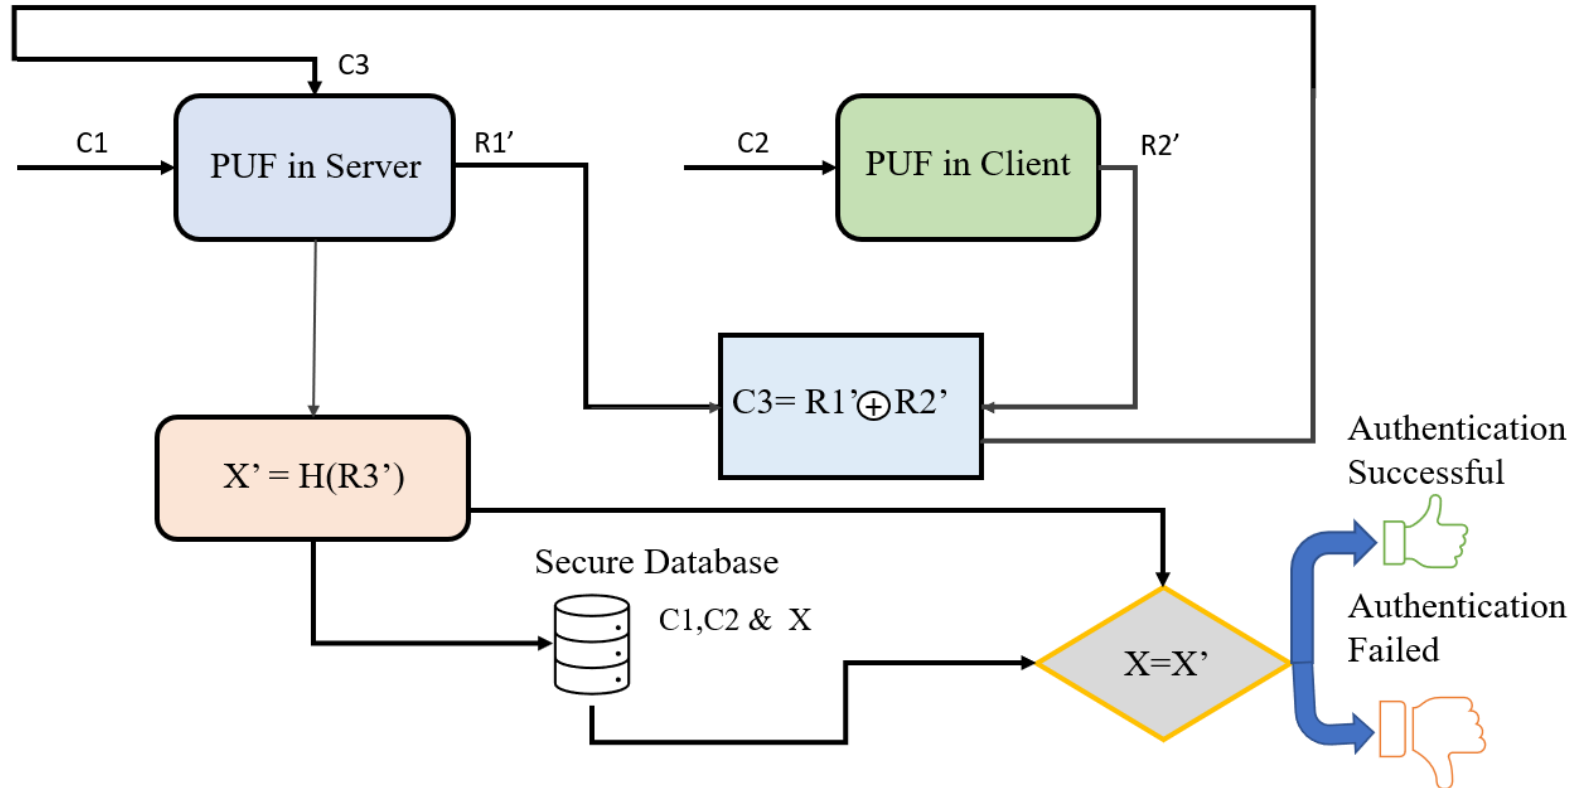 C3
C1
PUF in Server
R1’
C2
PUF in Client
R2’
C3= R1’⊕R2’
X’ = H(R3’)
Secure Database
C1,C2 & X
X=X’
Authentication
Successful
Authentication
Failed